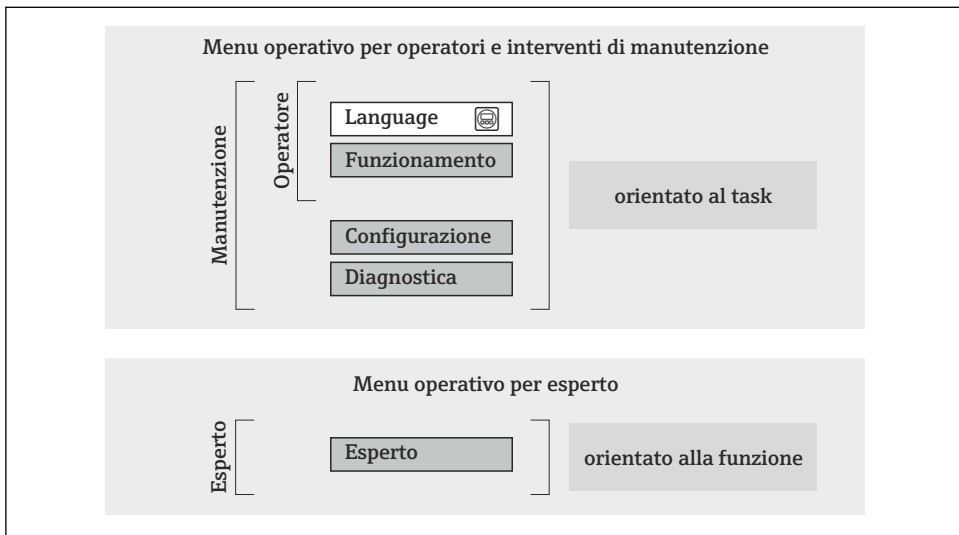 Menu operativo per operatori e interventi di manutenzione
Manutenzione
Operatore
Language
Funzionamento
Configurazione
Diagnostica
orientato al task
Menu operativo per esperto
Esperto
Esperto
orientato alla funzione